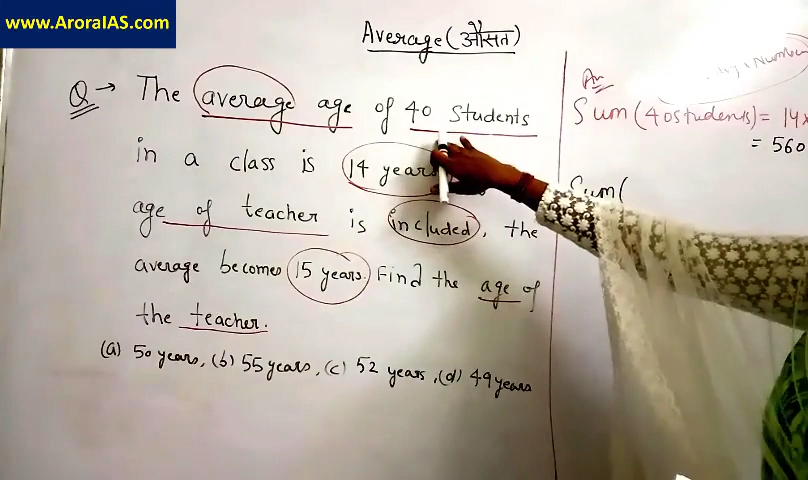 www.AroraIAS.com
Average (औसत)
Q → The average age of 40 students
in a class is 14 years
age of teacher is included, the
average becomes 15 years. Find the age of
the teacher.
(a) 50 years, (b) 55 years, (c) 52 years, (d) 49 years
Number
An
Sum (40 students) = 14x
= 560
Sum (